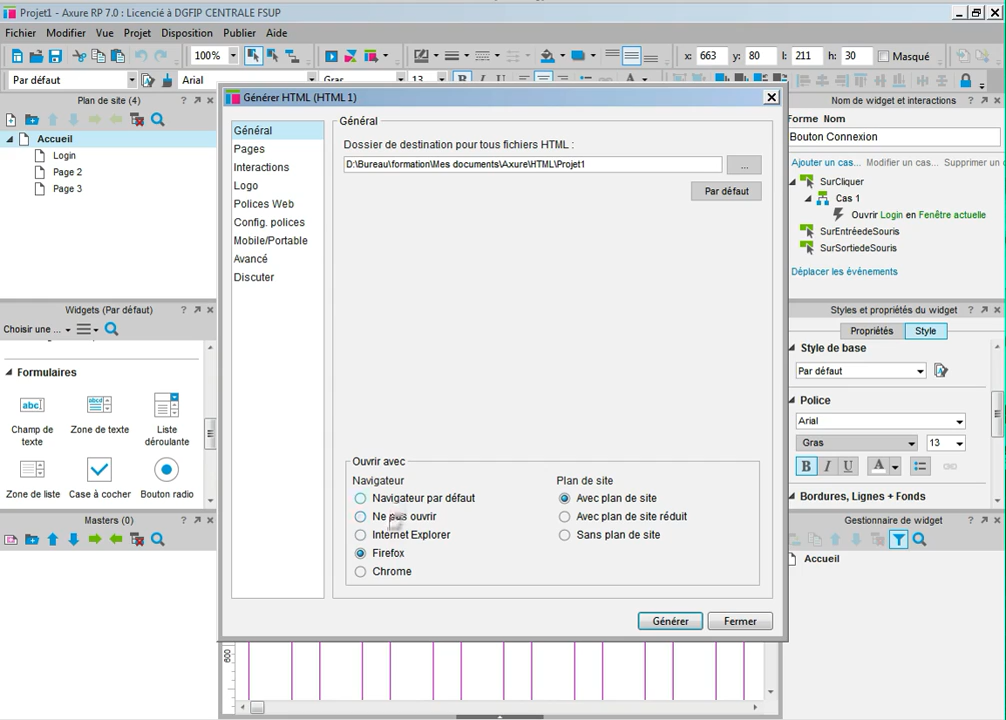 Projet1 - Axure RP 7.0 : Licencié à DGFIP CENTRALE FSUP
Fichier Modifier Vue Projet Disposition Publier Aide
100% x: 663 y: 80 l: 211 h: 30 Masqué
Par défaut Arial Gras 13 B I U A
Plan de site (4)
Accueil
Login
Page 2
Page 3
Widgets (Par défaut)
Choisir une ...
Formulaires
Champ de texte
Zone de texte
Liste déroulante
Zone de liste
Case à cocher
Bouton radio
Masters (0)
Générer HTML (HTML 1)
Général
Pages
Interactions
Logo
Polices Web
Config. polices
Mobile/Portable
Avancé
Discuter
Général
Dossier de destination pour tous fichiers HTML :
D:\Bureau\formation\Mes documents\Axure\HTML\Projet1
...
Par défaut
Ouvrir avec
Navigateur
Navigateur par défaut
Ne pas ouvrir
Internet Explorer
Firefox
Chrome
Plan de site
Avec plan de site
Avec plan de site réduit
Sans plan de site
Générer Fermer
600
Nom de widget et interactions
Forme Nom
Bouton Connexion
Ajouter un cas... Modifier un cas... Supprimer un c
SurCliquer
Cas 1
Ouvrir Login en Fenêtre actuelle
SurEntréedeSouris
SurSortiedeSouris
Déplacer les événements
Styles et propriétés du widget
Propriétés Style
Style de base
Par défaut
Police
Arial
Gras 13
B I U A
Bordures, Lignes + Fonds
Gestionnaire de widget
Accueil